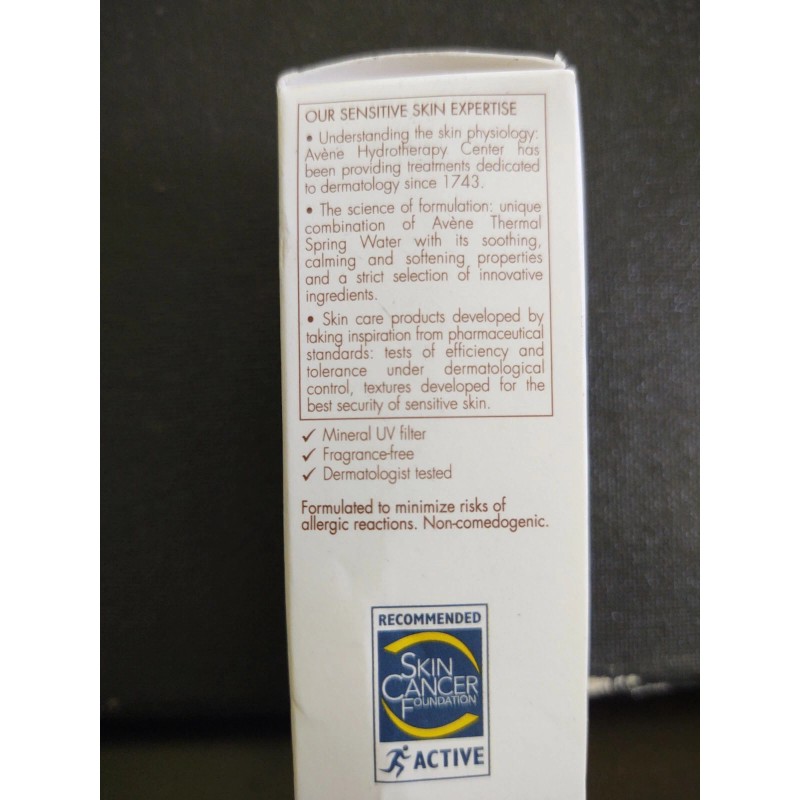 OUR SENSITIVE SKIN EXPERTISE
• Understanding the skin physiology:
Avène Hydrotherapy Center has
been providing treatments dedicated
to dermatology since 1743.
• The science of formulation: unique
combination of Avène Thermal
Spring Water with its soothing,
calming and softening properties
and a strict selection of innovative
ingredients.
• Skin care products developed by
taking inspiration from pharmaceutical
standards: tests of efficiency and
tolerance under dermatological
control, textures developed for the
best security of sensitive skin.
✓ Mineral UV filter
✓ Fragrance-free
✓ Dermatologist tested
Formulated to minimize risks of
allergic reactions. Non-comedogenic.
RECOMMENDED
SKIN
CANCER
FOUNDATION
ACTIVE